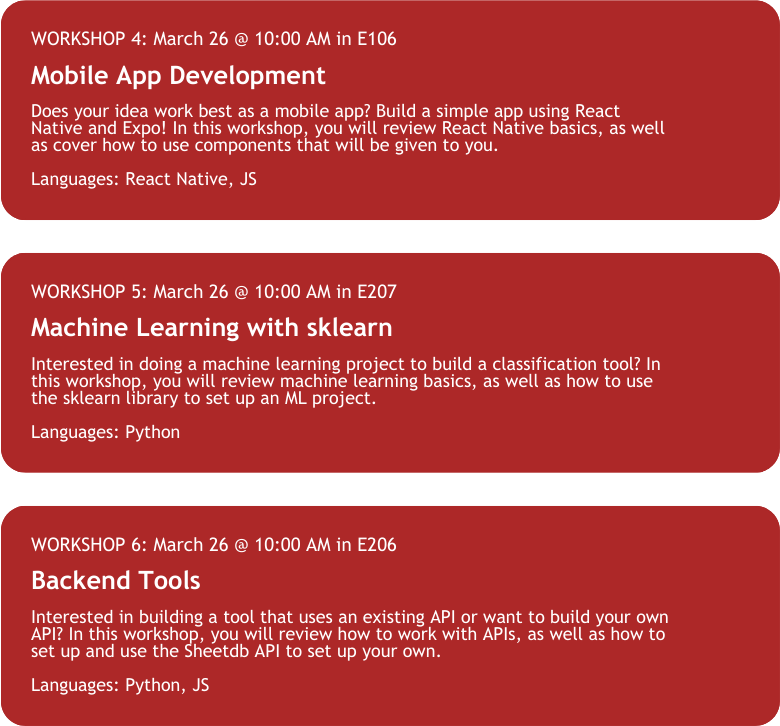 WORKSHOP 4: March 26 @ 10:00 AM in E106
Mobile App Development
Does your idea work best as a mobile app? Build a simple app using React
Native and Expo! In this workshop, you will review React Native basics, as well
as cover how to use components that will be given to you.
Languages: React Native, JS
WORKSHOP 5: March 26 @ 10:00 AM in E207
Machine Learning with sklearn
Interested in doing a machine learning project to build a classification tool? In
this workshop, you will review machine learning basics, as well as how to use
the sklearn library to set up an ML project.
Languages: Python
WORKSHOP 6: March 26 @ 10:00 AM in E206
Backend Tools
Interested in building a tool that uses an existing API or want to build your own
API? In this workshop, you will review how to work with APIs, as well as how to
set up and use the Sheetdb API to set up your own.
Languages: Python, JS